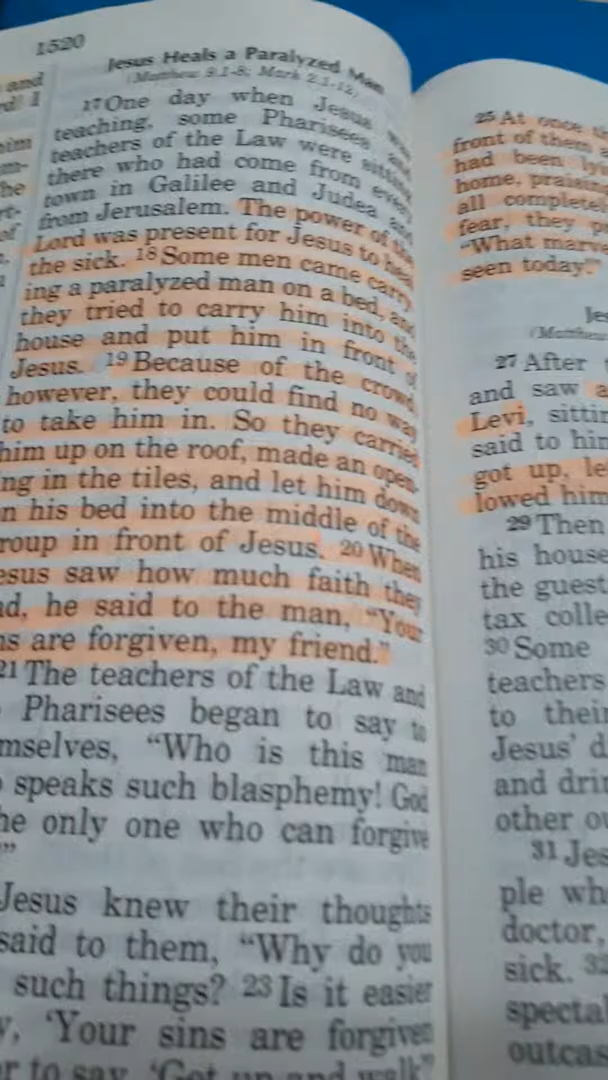 1520
and
Jesus Heals a Paralyzed Man
(Matthew 9.1-8; Mark 2.1-12)
17 One day when Jesus was
teaching, some Pharisees and
teachers of the Law were sitting
there who had come from every
town in Galilee and Judea and
from Jerusalem. The power of the
Lord was present for Jesus to heal
the sick. 18 Some men came carry-
ing a paralyzed man on a bed, and
they tried to carry him into the
house and put him in front of
Jesus. 19 Because of the crowd,
however, they could find no way
to take him in. So they carried
him up on the roof, made an open-
ng in the tiles, and let him down
n his bed into the middle of the
roup in front of Jesus. 20 When
esus saw how much faith they
ad, he said to the man, “Your
ns are forgiven, my friend.”
21 The teachers of the Law and
Pharisees began to say to
mselves, “Who is this man
speaks such blasphemy! God
he only one who can forgive
”
Jesus knew their thoughts
said to them, “Why do you
such things? 23 Is it easier
y, ‘Your sins are forgiven
r to say, ‘Get up and walk’
25 At once th
front of them a
had been lyi
home, praising
all completel
fear, they p
“What marve
seen today!”
Jes
(Matthew
27 After
and saw a
Levi, sittin
said to him
got up, le
lowed him
29 Then
his house
the guest
tax colle
30 Some
teachers
to their
Jesus’ d
and drin
other ou
31 Jes
ple wh
doctor,
sick. 32
special
outcas